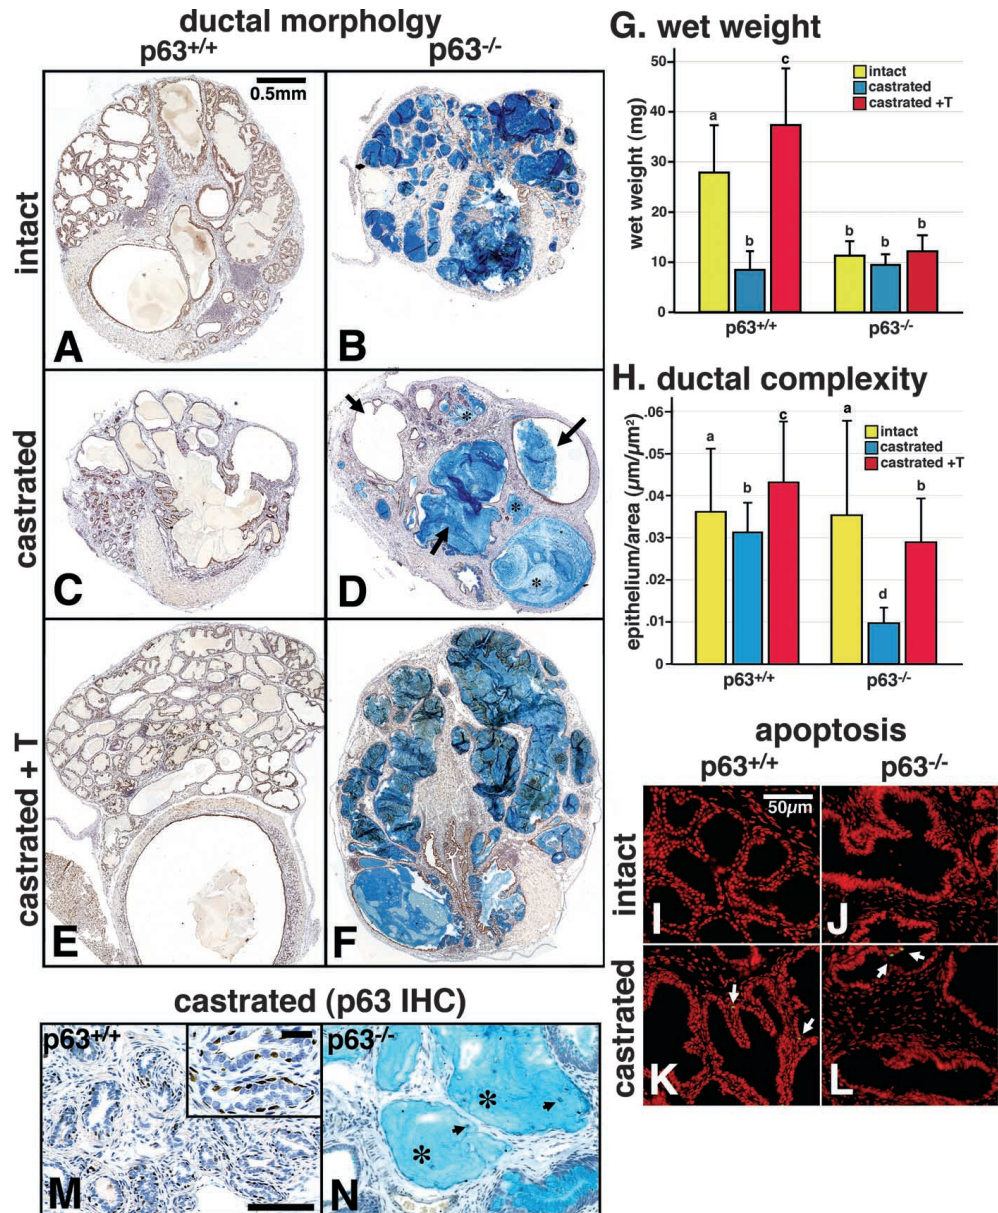 ductal morpholgy
p63+/+
p63-/-
intact
castrated
castrated + T
0.5mm
A
B
C
D
*
*
*
E
F
castrated (p63 IHC)
p63+/+
p63-/-
M
N
*
*
G. wet weight
wet weight (mg)
50
40
30
20
10
0
intact
castrated
castrated +T
a
b
c
b
b
b
p63+/+
p63-/-
H. ductal complexity
epithelium/area (µm/µm²)
.06
.05
.04
.03
.02
.01
0
intact
castrated
castrated +T
a
b
c
a
d
b
p63+/+
p63-/-
apoptosis
p63+/+
p63-/-
intact
castrated
50µm
I
J
K
L